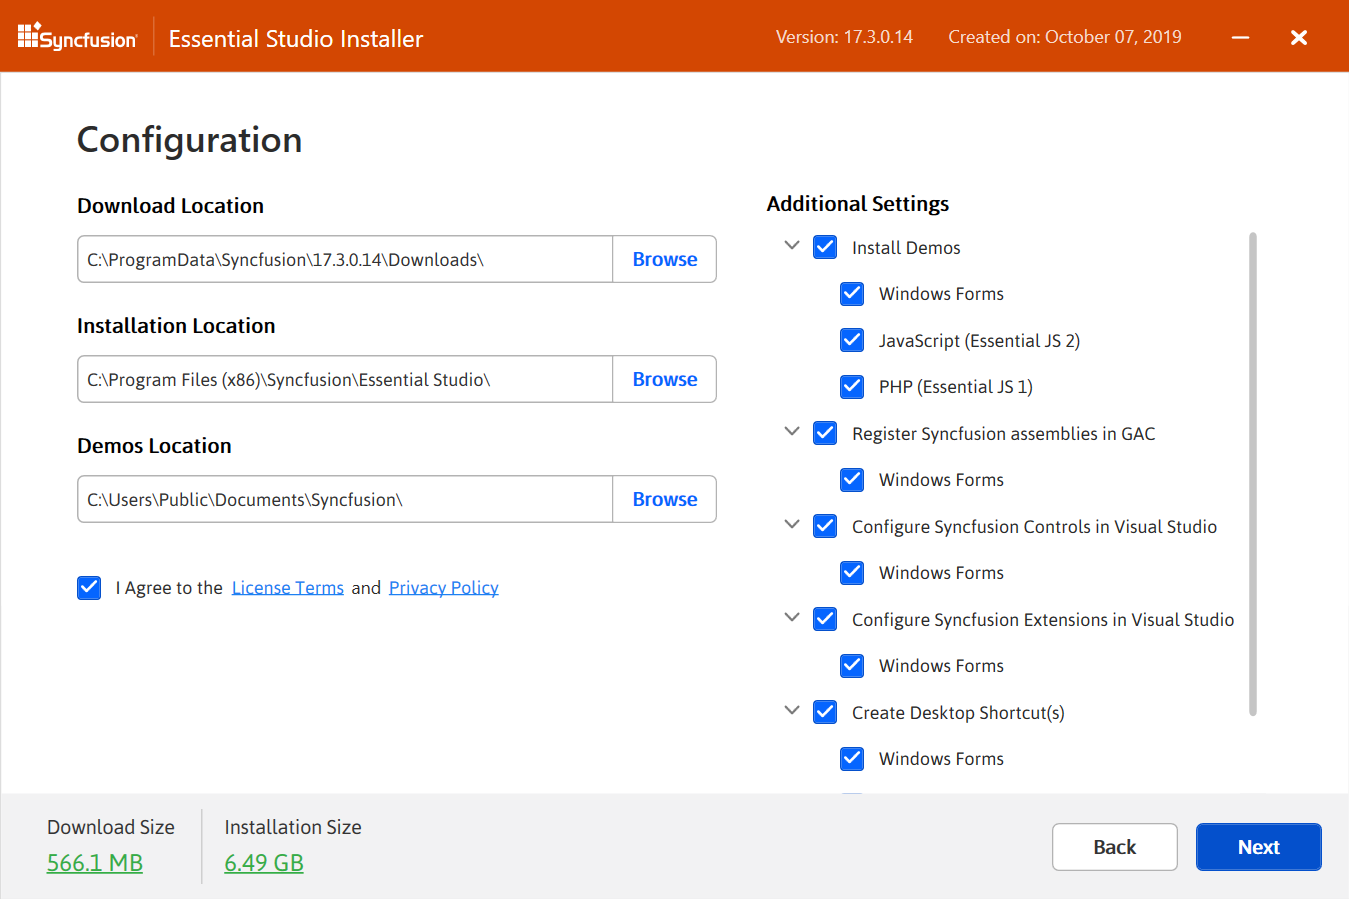 Syncfusion
Essential Studio Installer
Version: 17.3.0.14
Created on: October 07, 2019
Configuration
Download Location
C:\ProgramData\Syncfusion\17.3.0.14\Downloads\
Browse
Installation Location
C:\Program Files (x86)\Syncfusion\Essential Studio\
Browse
Demos Location
C:\Users\Public\Documents\Syncfusion\
Browse
I Agree to the License Terms and Privacy Policy
Additional Settings
Install Demos
Windows Forms
JavaScript (Essential JS 2)
PHP (Essential JS 1)
Register Syncfusion assemblies in GAC
Windows Forms
Configure Syncfusion Controls in Visual Studio
Windows Forms
Configure Syncfusion Extensions in Visual Studio
Windows Forms
Create Desktop Shortcut(s)
Windows Forms
Download Size
566.1 MB
Installation Size
6.49 GB
Back
Next